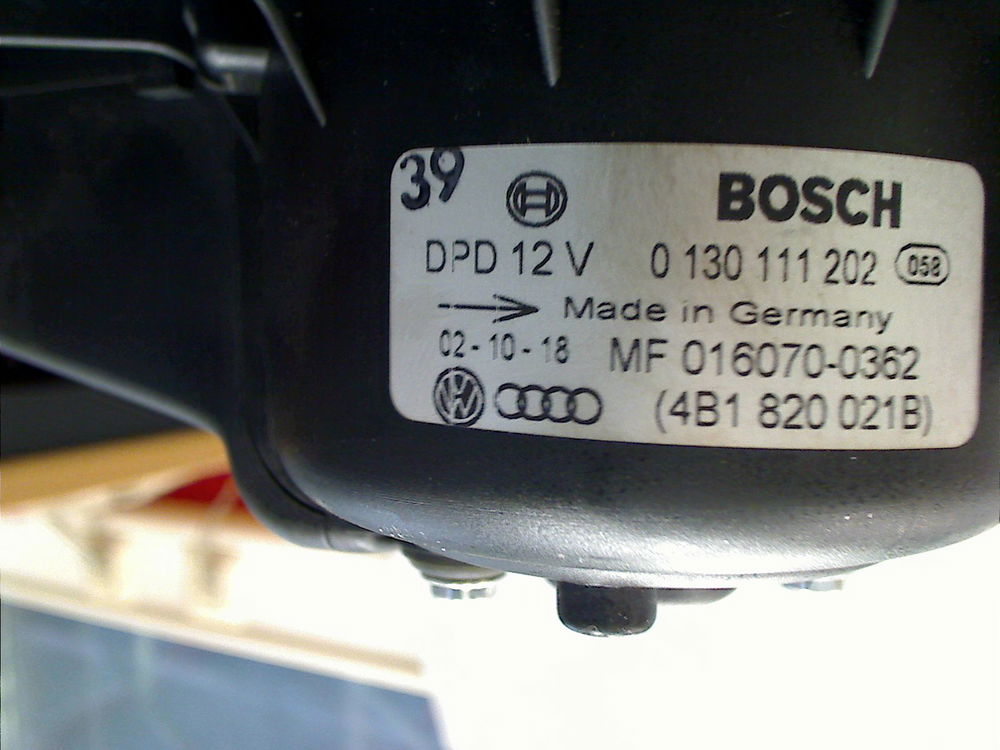 39
BOSCH
DPD 12 V 0 130 111 202 058
Made in Germany
02-10-18 MF 016070-0362
(4B1 820 021B)